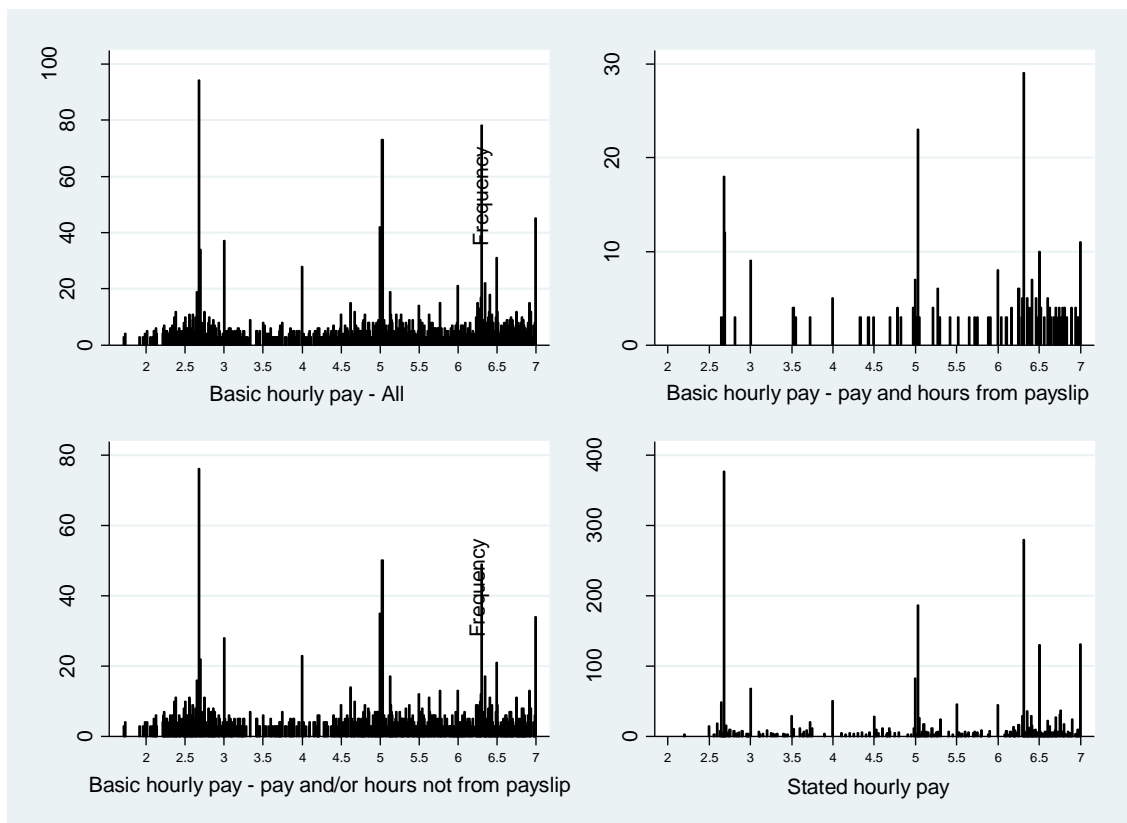 100
80
60
40
20
0
Frequency
2 2.5 3 3.5 4 4.5 5 5.5 6 6.5 7
Basic hourly pay - All
30
20
10
0
2 2.5 3 3.5 4 4.5 5 5.5 6 6.5 7
Basic hourly pay - pay and hours from payslip
80
60
40
20
0
Frequency
2 2.5 3 3.5 4 4.5 5 5.5 6 6.5 7
Basic hourly pay - pay and/or hours not from payslip
400
300
200
100
0
2 2.5 3 3.5 4 4.5 5 5.5 6 6.5 7
Stated hourly pay